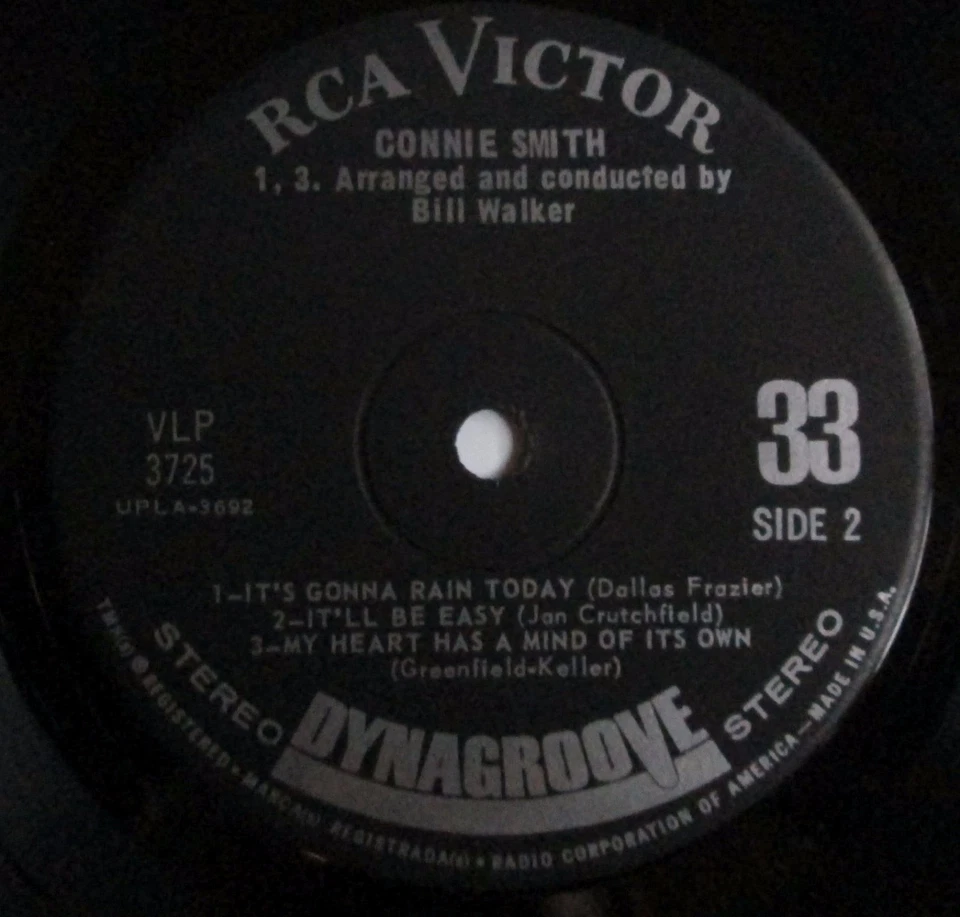 RCA VICTOR
CONNIE SMITH
1, 3. Arranged and conducted by
Bill Walker
VLP
3725
UPLA-3692
33
SIDE 2
1—IT'S GONNA RAIN TODAY (Dallas Frazier)
2—IT'LL BE EASY (Jan Crutchfield)
3—MY HEART HAS A MIND OF ITS OWN
(Greenfield-Keller)
STEREO DYNAGROOVE STEREO
TMK(s) ® REGISTERED • MARCA(s) REGISTRADA(s) • RADIO CORPORATION OF AMERICA—MADE IN U.S.A.